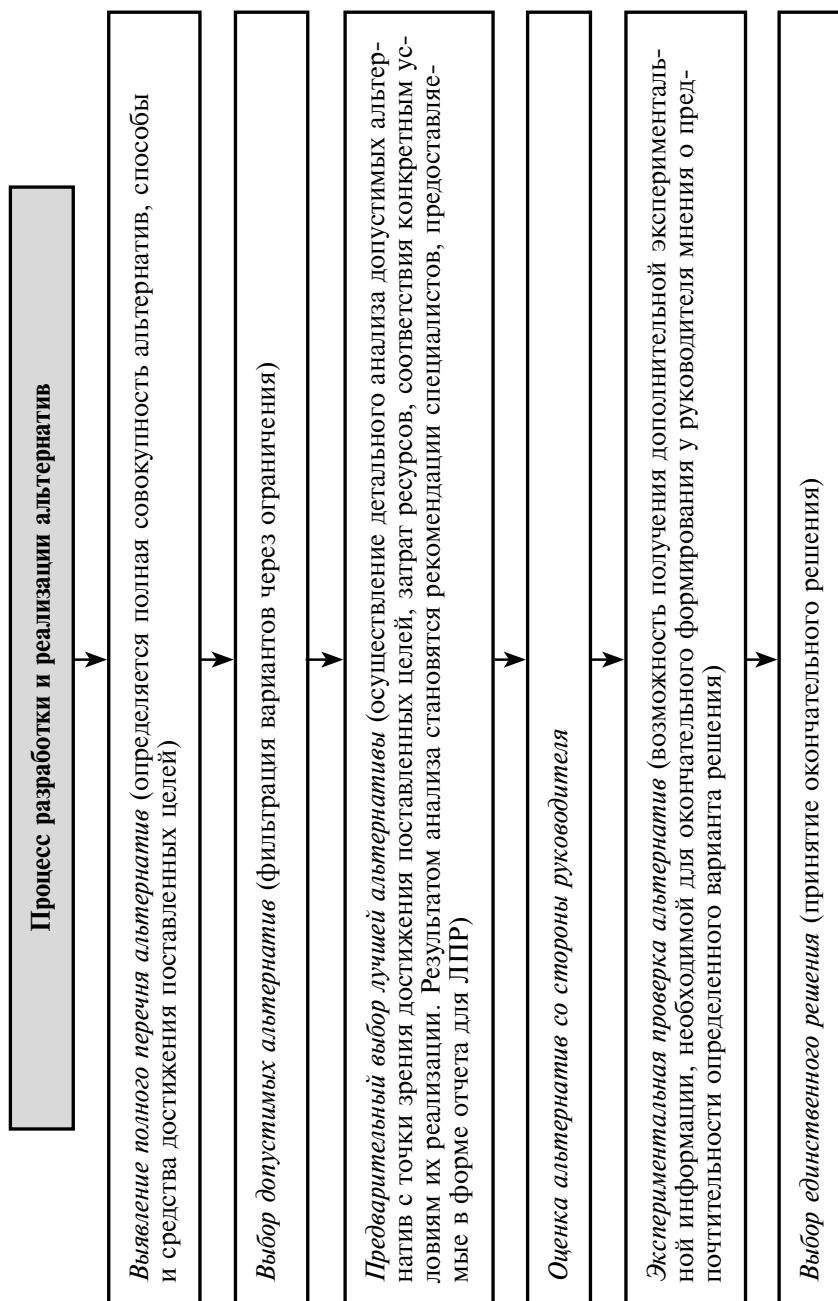 Процесс разработки и реализации альтернатив
Выявление полного перечня альтернатив (определяется полная совокупность альтернатив, способы
и средства достижения поставленных целей)
Выбор допустимых альтернатив (фильтрация вариантов через ограничения)
Предварительный выбор лучшей альтернативы (осуществление детального анализа допустимых альтер-
натив с точки зрения достижения поставленных целей, затрат ресурсов, соответствия конкретным ус-
ловиям их реализации. Результатом анализа становятся рекомендации специалистов, предоставляе-
мые в форме отчета для ЛПР)
Оценка альтернатив со стороны руководителя
Экспериментальная проверка альтернатив (возможность получения дополнительной эксперименталь-
ной информации, необходимой для окончательного формирования у руководителя мнения о пред-
почтительности определенного варианта решения)
Выбор единственного решения (принятие окончательного решения)